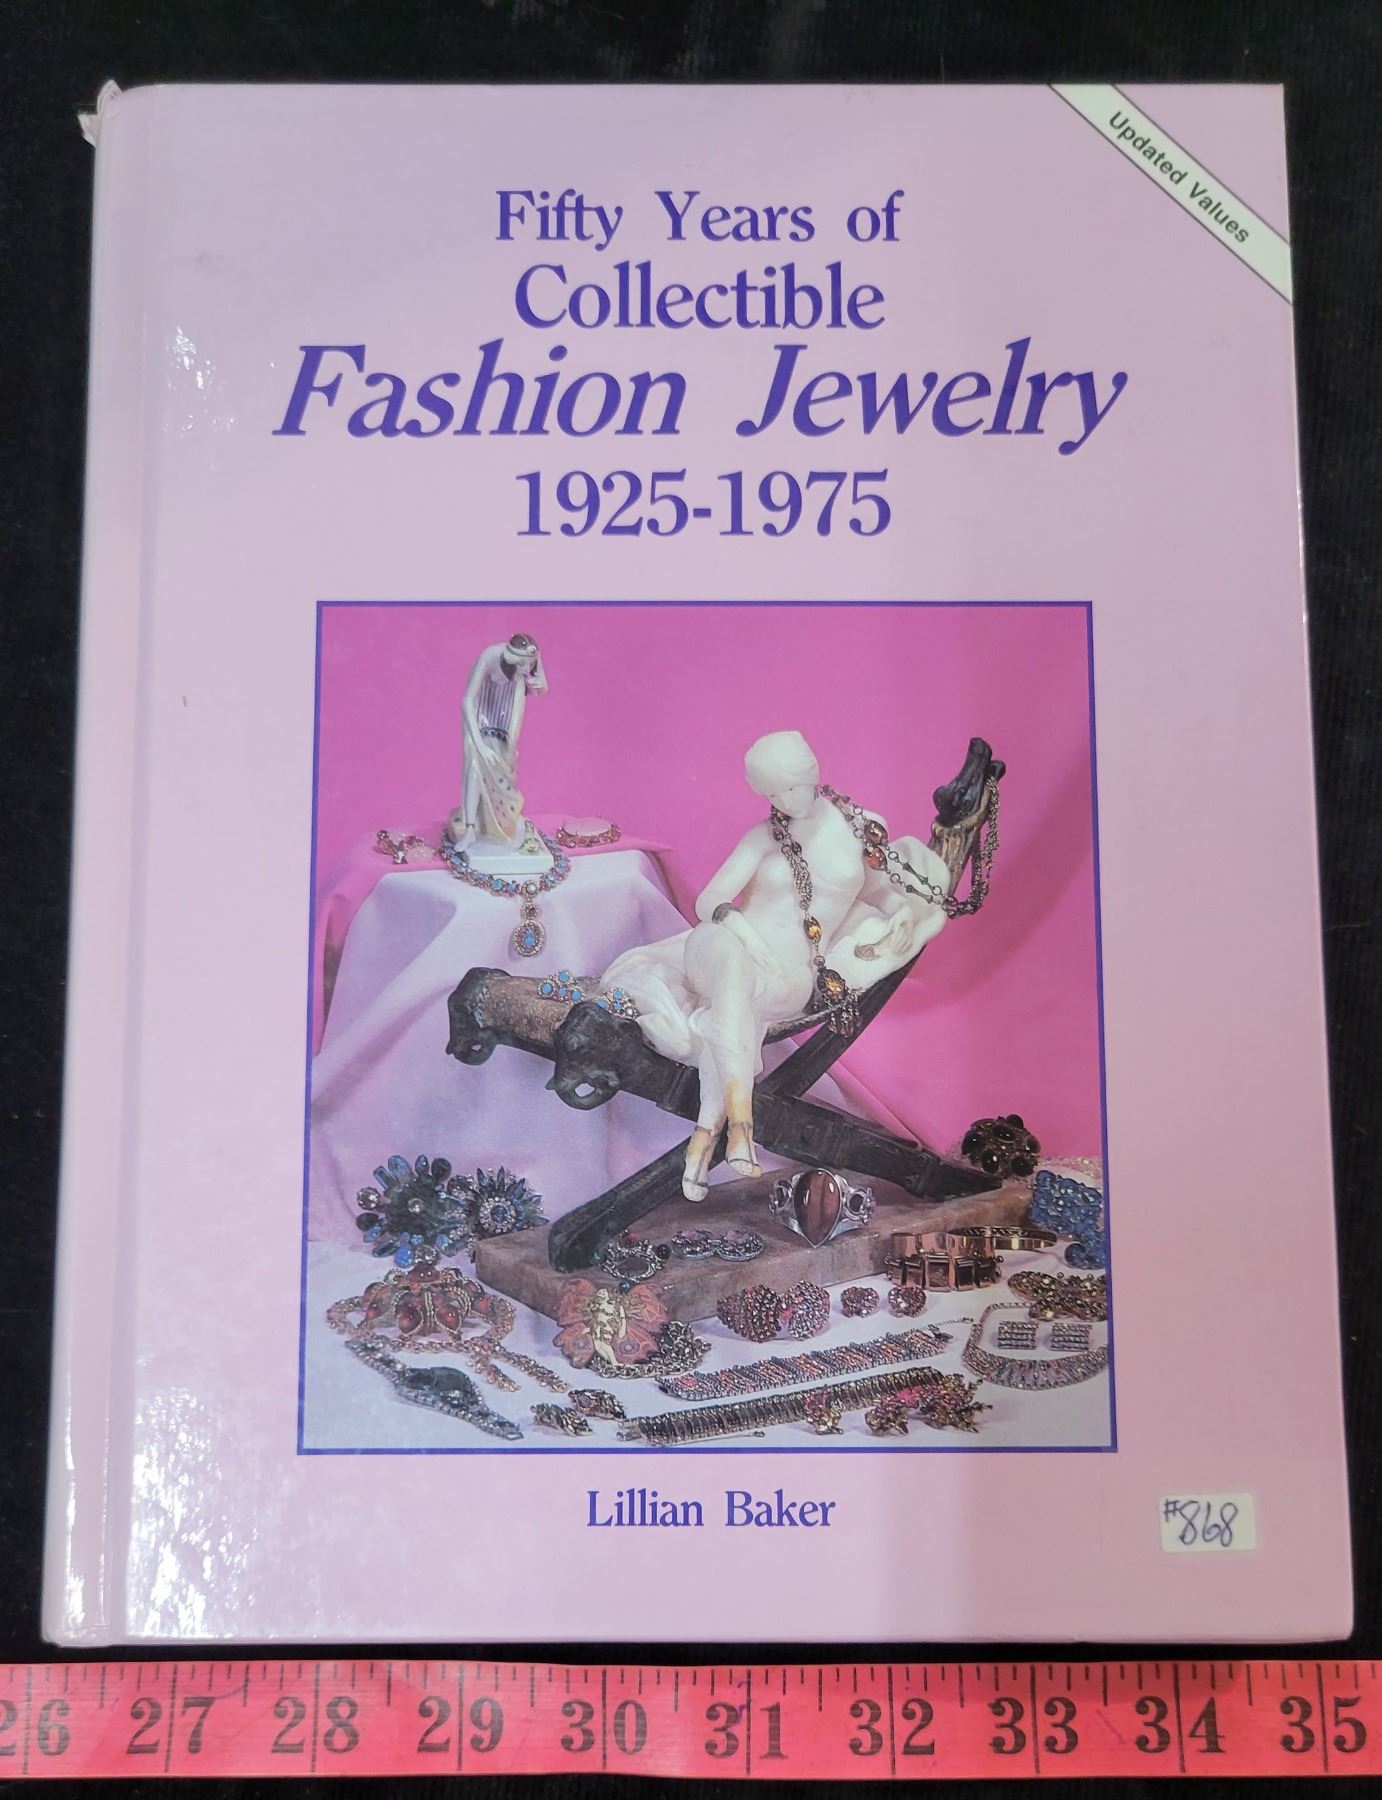 Updated Values
Fifty Years of
Collectible
Fashion Jewelry
1925-1975
Lillian Baker
#868
26 27 28 29 30 31 32 33 34 35